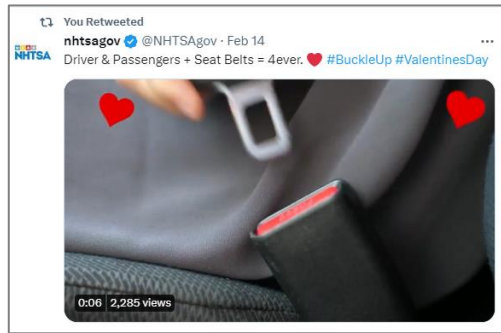 You Retweeted
nhtsagov @NHTSAgov · Feb 14 ...
NHTSA
Driver & Passengers + Seat Belts = 4ever. ❤️ #BuckleUp #ValentinesDay
0:06 2,285 views